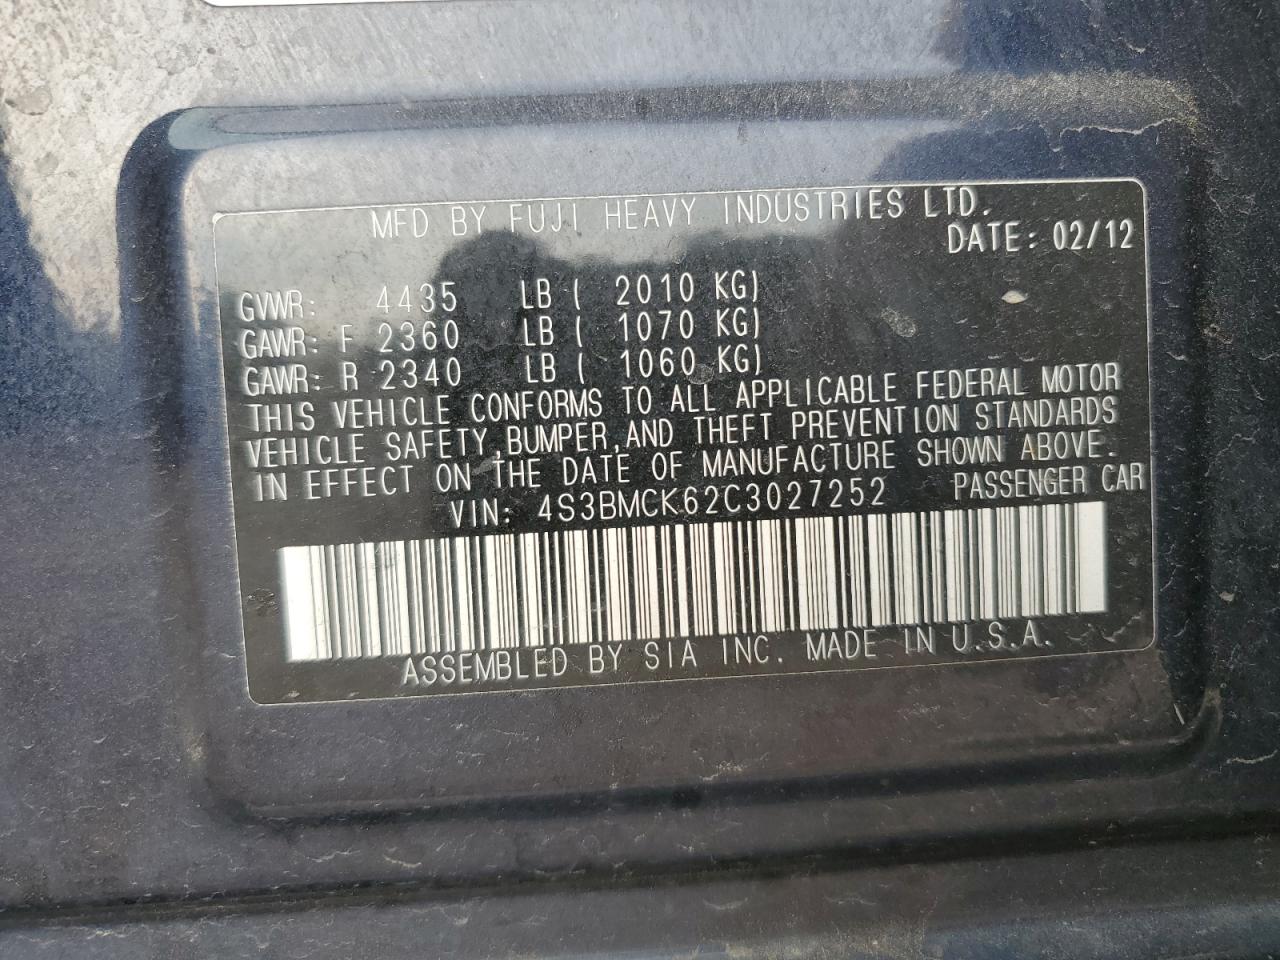 MFD BY FUJI HEAVY INDUSTRIES LTD.
DATE: 02/12
GVWR: 4435 LB ( 2010 KG)
GAWR: F 2360 LB ( 1070 KG)
GAWR: R 2340 LB ( 1060 KG)
THIS VEHICLE CONFORMS TO ALL APPLICABLE FEDERAL MOTOR
VEHICLE SAFETY,BUMPER,AND THEFT PREVENTION STANDARDS
IN EFFECT ON THE DATE OF MANUFACTURE SHOWN ABOVE.
VIN: 4S3BMCK62C3027252 PASSENGER CAR
ASSEMBLED BY SIA INC. MADE IN U.S.A.